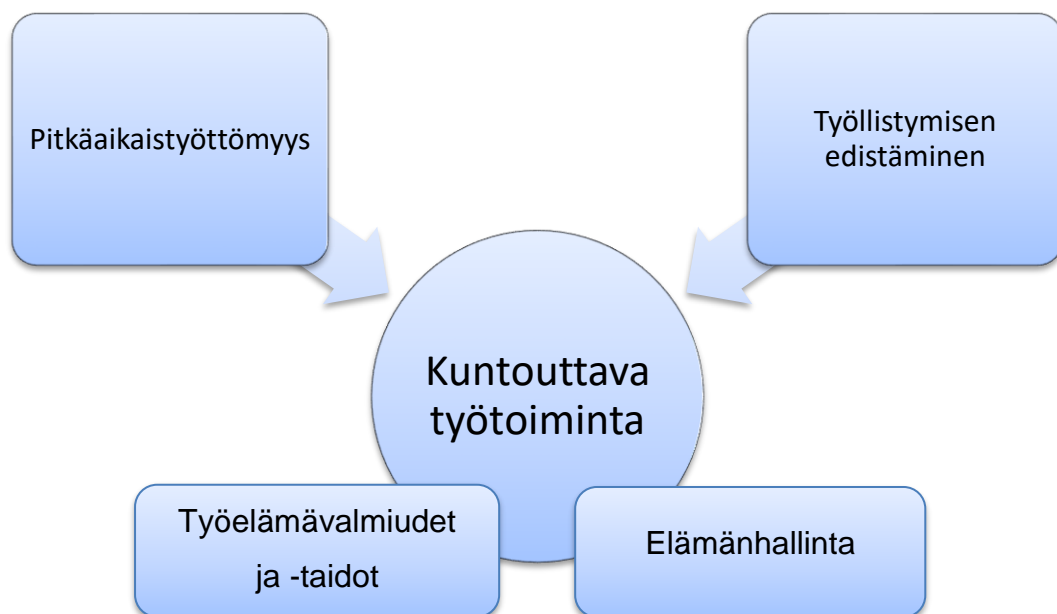 Pitkäaikaistyöttömyys
Työllistymisen
edistäminen
Kuntouttava
työtoiminta
Työelämävalmiudet
ja -taidot
Elämänhallinta